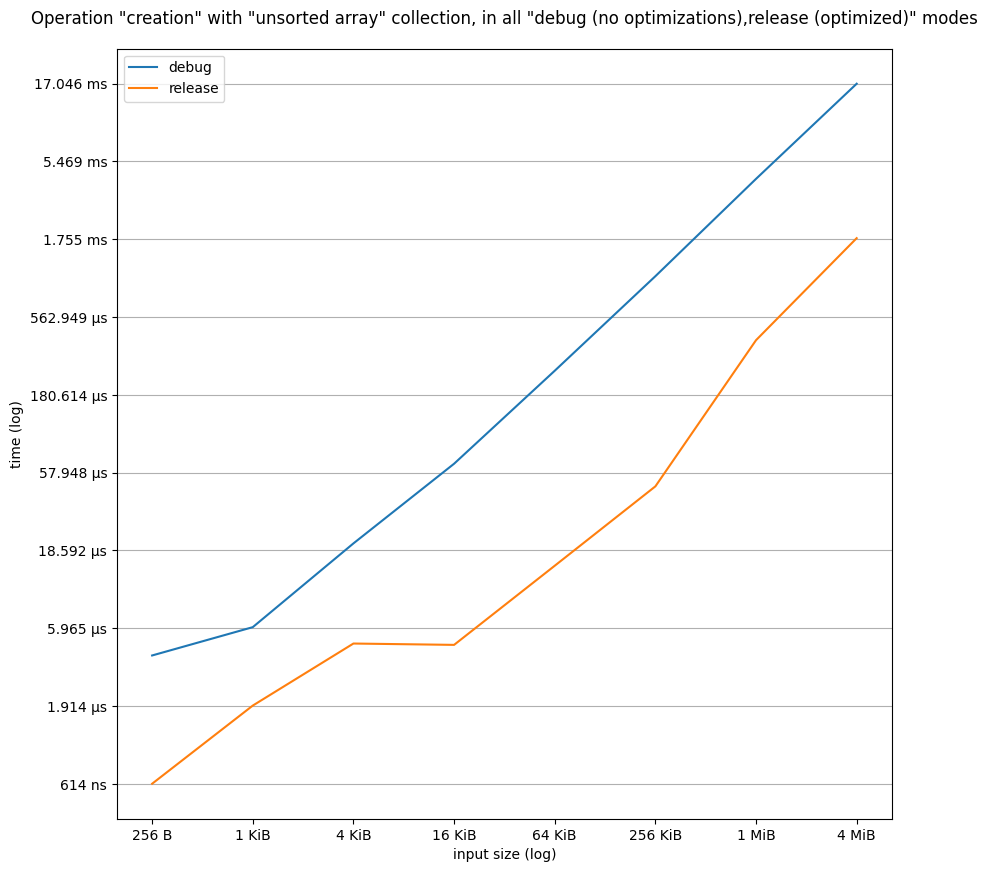 Operation "creation" with "unsorted array" collection, in all "debug (no optimizations),release (optimized)" modes
debug
release
17.046 ms
5.469 ms
1.755 ms
562.949 µs
180.614 µs
57.948 µs
18.592 µs
5.965 µs
1.914 µs
614 ns
time (log)
256 B
1 KiB
4 KiB
16 KiB
64 KiB
256 KiB
1 MiB
4 MiB
input size (log)